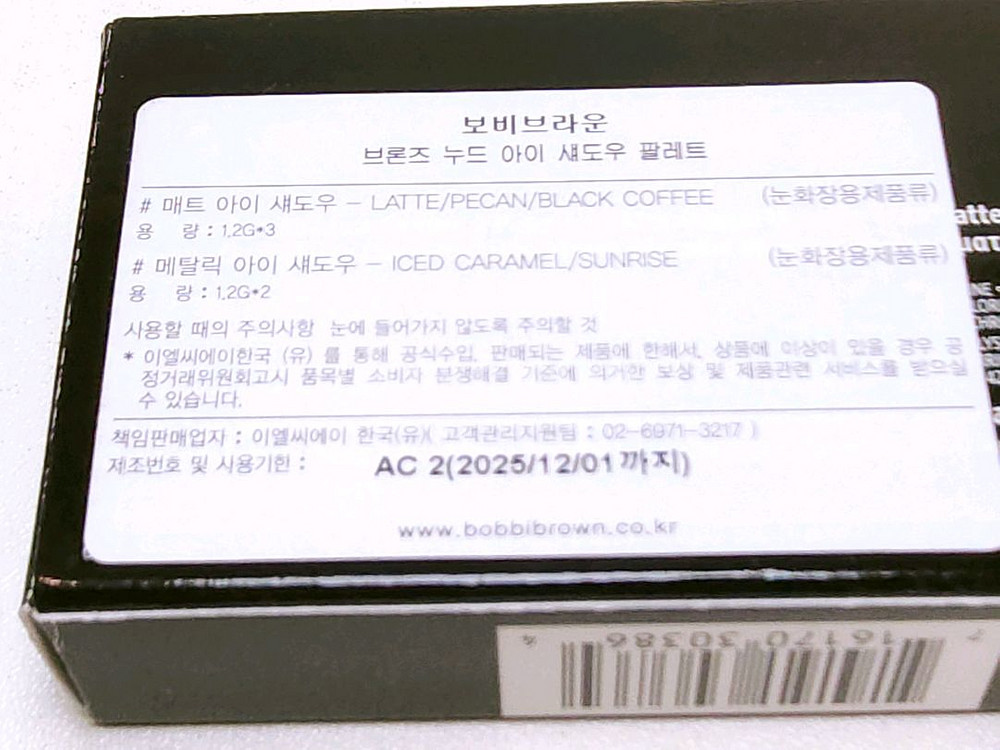 보비브라운
브론즈 누드 아이 섀도우 팔레트
# 매트 아이 섀도우 - LATTE/PECAN/BLACK COFFEE (눈화장용제품류)
용 량 : 1.2G*3
# 메탈릭 아이 섀도우 - ICED CARAMEL/SUNRISE (눈화장용제품류)
용 량 : 1.2G*2
사용할 때의 주의사항 눈에 들어가지 않도록 주의할 것
* 이엘씨에이한국 (유) 를 통해 공식수입, 판매되는 제품에 한해서, 상품에 이상이 있을 경우 공
정거래위원회고시 품목별 소비자 분쟁해결 기준에 의거한 보상 및 제품관련 서비스를 받으실
수 있습니다.
책임판매업자 : 이엘씨에이 한국(유)( 고객관리지원팀 : 02-6971-3217 )
제조번호 및 사용기한 : AC 2(2025/12/01까지)
www.bobbibrown.co.kr
atte
7 16170 30386 4